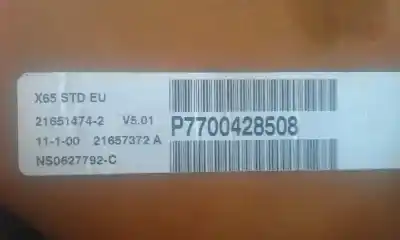 X65 STD EU
21651474-2 V5.01
11-1-00 21657372 A
NS0627792-C
P7700428508